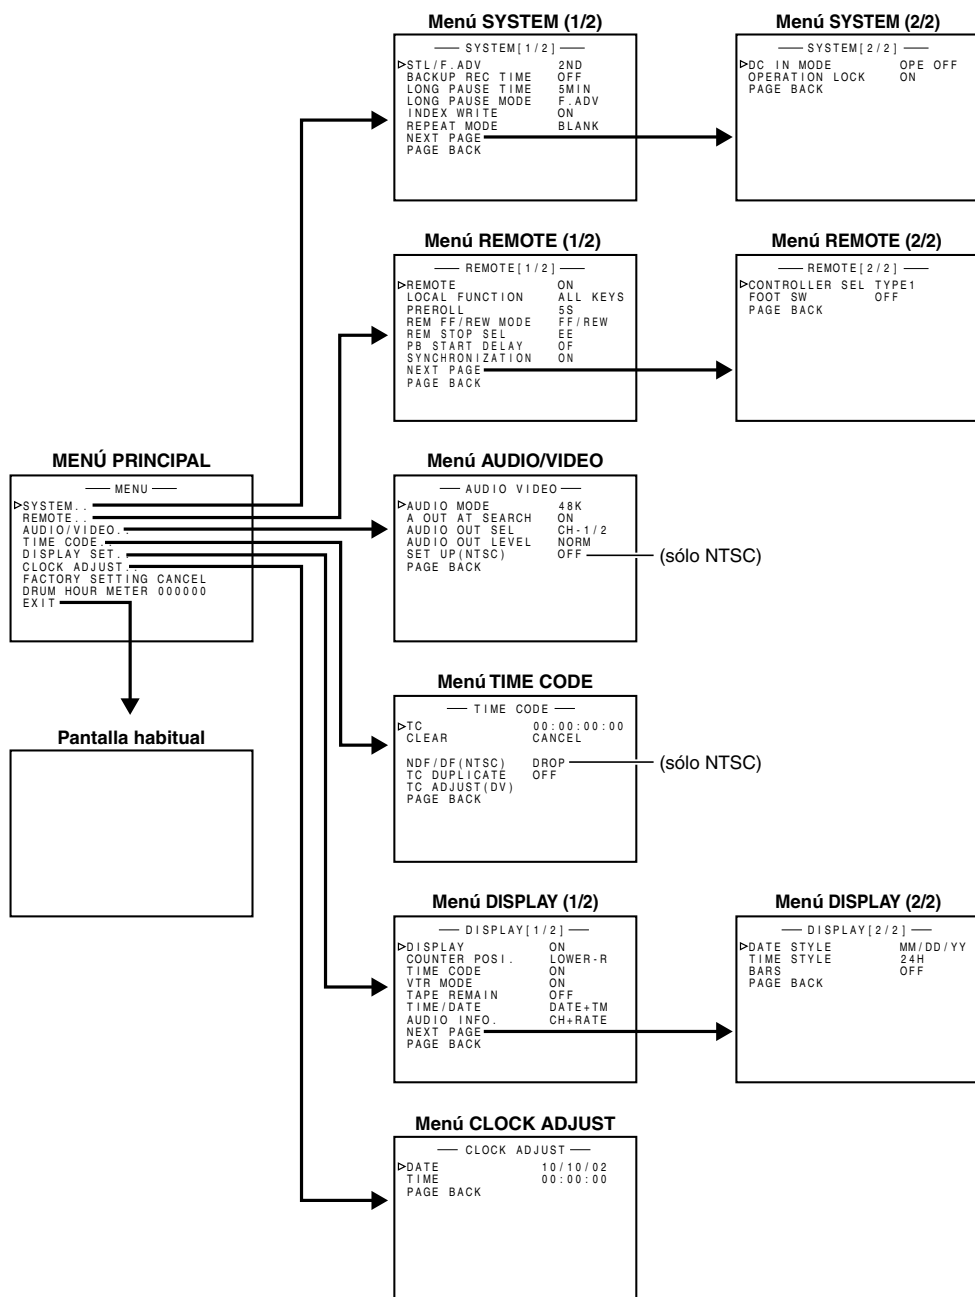 Menú SYSTEM (1/2)
SYSTEM[1/2]
STL/F.ADV 2ND
BACKUP REC TIME OFF
LONG PAUSE TIME 5MIN
LONG PAUSE MODE F.ADV
INDEX WRITE ON
REPEAT MODE BLANK
NEXT PAGE
PAGE BACK
Menú SYSTEM (2/2)
SYSTEM[2/2]
DC IN MODE OPE OFF
OPERATION LOCK ON
PAGE BACK
Menú REMOTE (1/2)
REMOTE[1/2]
REMOTE ON
LOCAL FUNCTION ALL KEYS
PREROLL 5S
REM FF/REW MODE FF/REW
REM STOP SEL EE
PB START DELAY OF
SYNCHRONIZATION ON
NEXT PAGE
PAGE BACK
Menú REMOTE (2/2)
REMOTE[2/2]
CONTROLLER SEL TYPE1
FOOT SW OFF
PAGE BACK
MENÚ PRINCIPAL
MENU
SYSTEM..
REMOTE..
AUDIO/VIDEO..
TIME CODE..
DISPLAY SET..
CLOCK ADJUST..
FACTORY SETTING CANCEL
DRUM HOUR METER 000000
EXIT
Menú AUDIO/VIDEO
AUDIO VIDEO
AUDIO MODE 48K
A OUT AT SEARCH ON
AUDIO OUT SEL CH-1/2
AUDIO OUT LEVEL NORM
SET UP(NTSC) OFF
PAGE BACK
(sólo NTSC)
Pantalla habitual
Menú TIME CODE
TIME CODE
TC 00:00:00:00
CLEAR CANCEL
NDF/DF(NTSC) DROP
TC DUPLICATE OFF
TC ADJUST(DV)
PAGE BACK
(sólo NTSC)
Menú DISPLAY (1/2)
DISPLAY[1/2]
DISPLAY ON
COUNTER POSI. LOWER-R
TIME CODE ON
VTR MODE ON
TAPE REMAIN OFF
TIME/DATE DATE+TM
AUDIO INFO. CH+RATE
NEXT PAGE
PAGE BACK
Menú DISPLAY (2/2)
DISPLAY[2/2]
DATE STYLE MM/DD/YY
TIME STYLE 24H
BARS OFF
PAGE BACK
Menú CLOCK ADJUST
CLOCK ADJUST
DATE 10/10/02
TIME 00:00:00
PAGE BACK